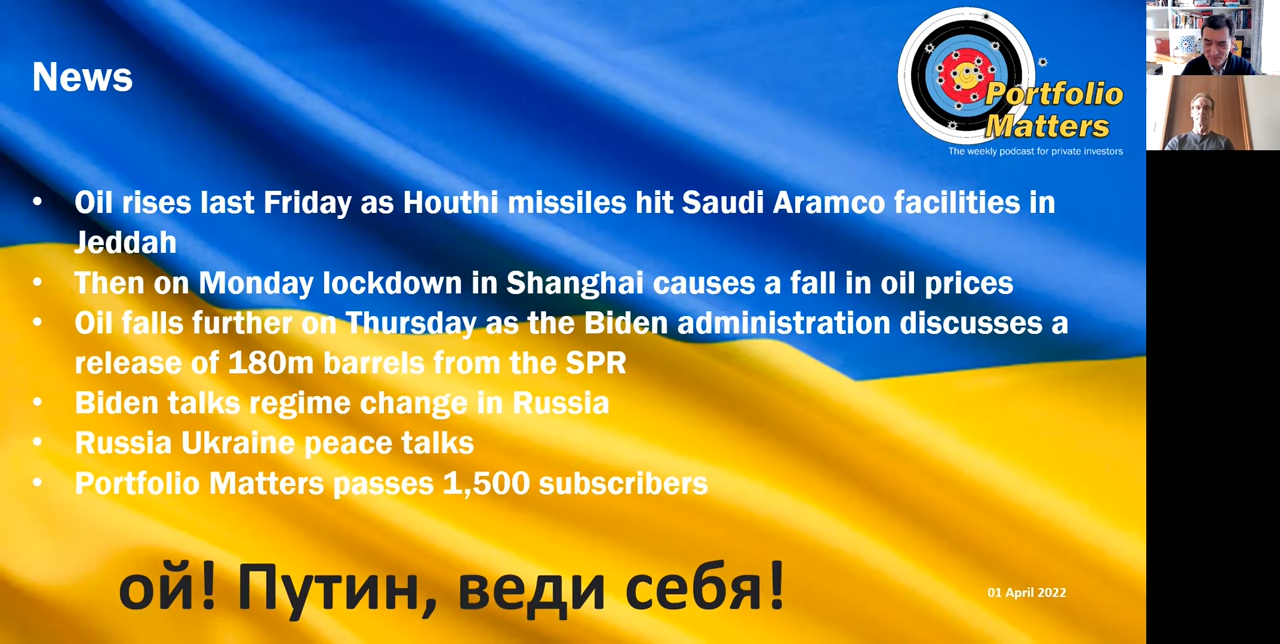 News
Portfolio
Matters
The weekly podcast for private investors
• Oil rises last Friday as Houthi missiles hit Saudi Aramco facilities in
Jeddah
• Then on Monday lockdown in Shanghai causes a fall in oil prices
• Oil falls further on Thursday as the Biden administration discusses a
release of 180m barrels from the SPR
• Biden talks regime change in Russia
• Russia Ukraine peace talks
• Portfolio Matters passes 1,500 subscribers
ой! Путин, веди себя!
01 April 2022